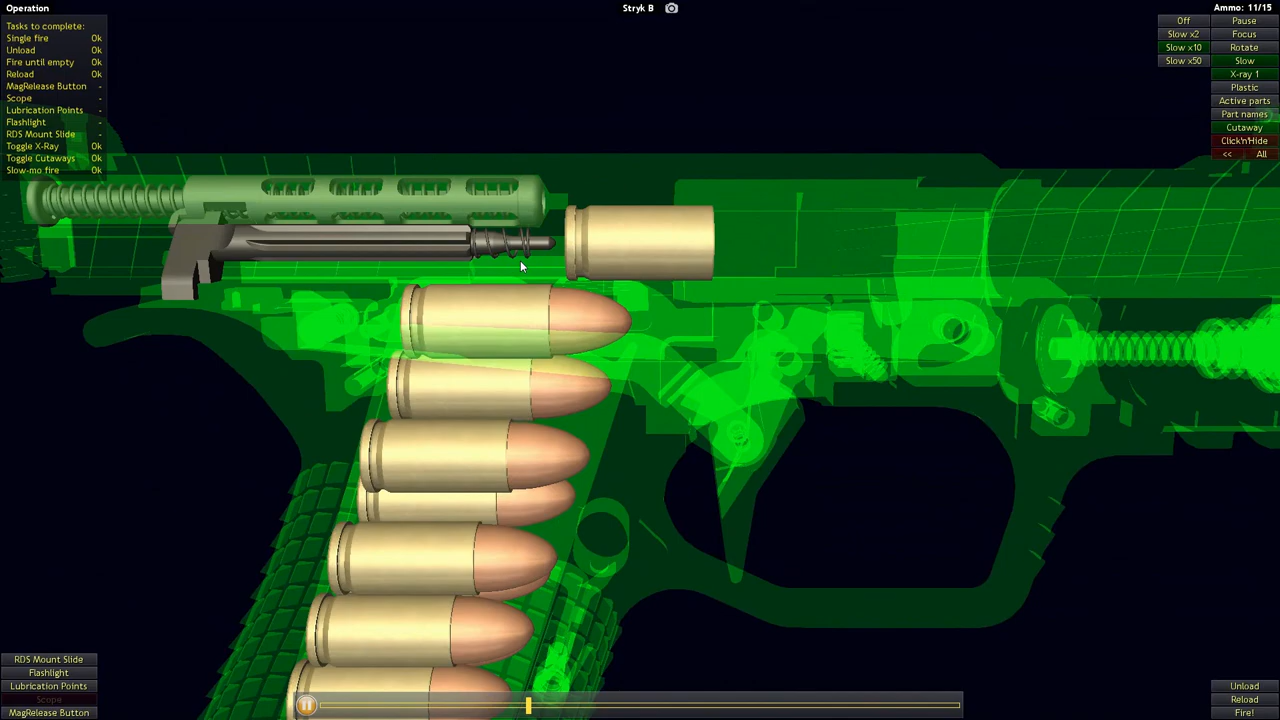 Operation
Tasks to complete:
Single fire Ok
Unload Ok
Fire until empty Ok
Reload Ok
MagRelease Button -
Scope -
Lubrication Points -
Flashlight -
RDS Mount Slide -
Toggle X-Ray Ok
Toggle Cutaways Ok
Slow-mo fire Ok
Stryk B
Ammo: 11/15
Off Pause
Slow x2 Focus
Slow x10 Rotate
Slow x50 Slow
X-ray 1
Plastic
Active parts
Part names
Cutaway
Click'n'Hide
<< All
RDS Mount Slide
Flashlight
Lubrication Points
Scope
MagRelease Button
Unload
Reload
Fire!